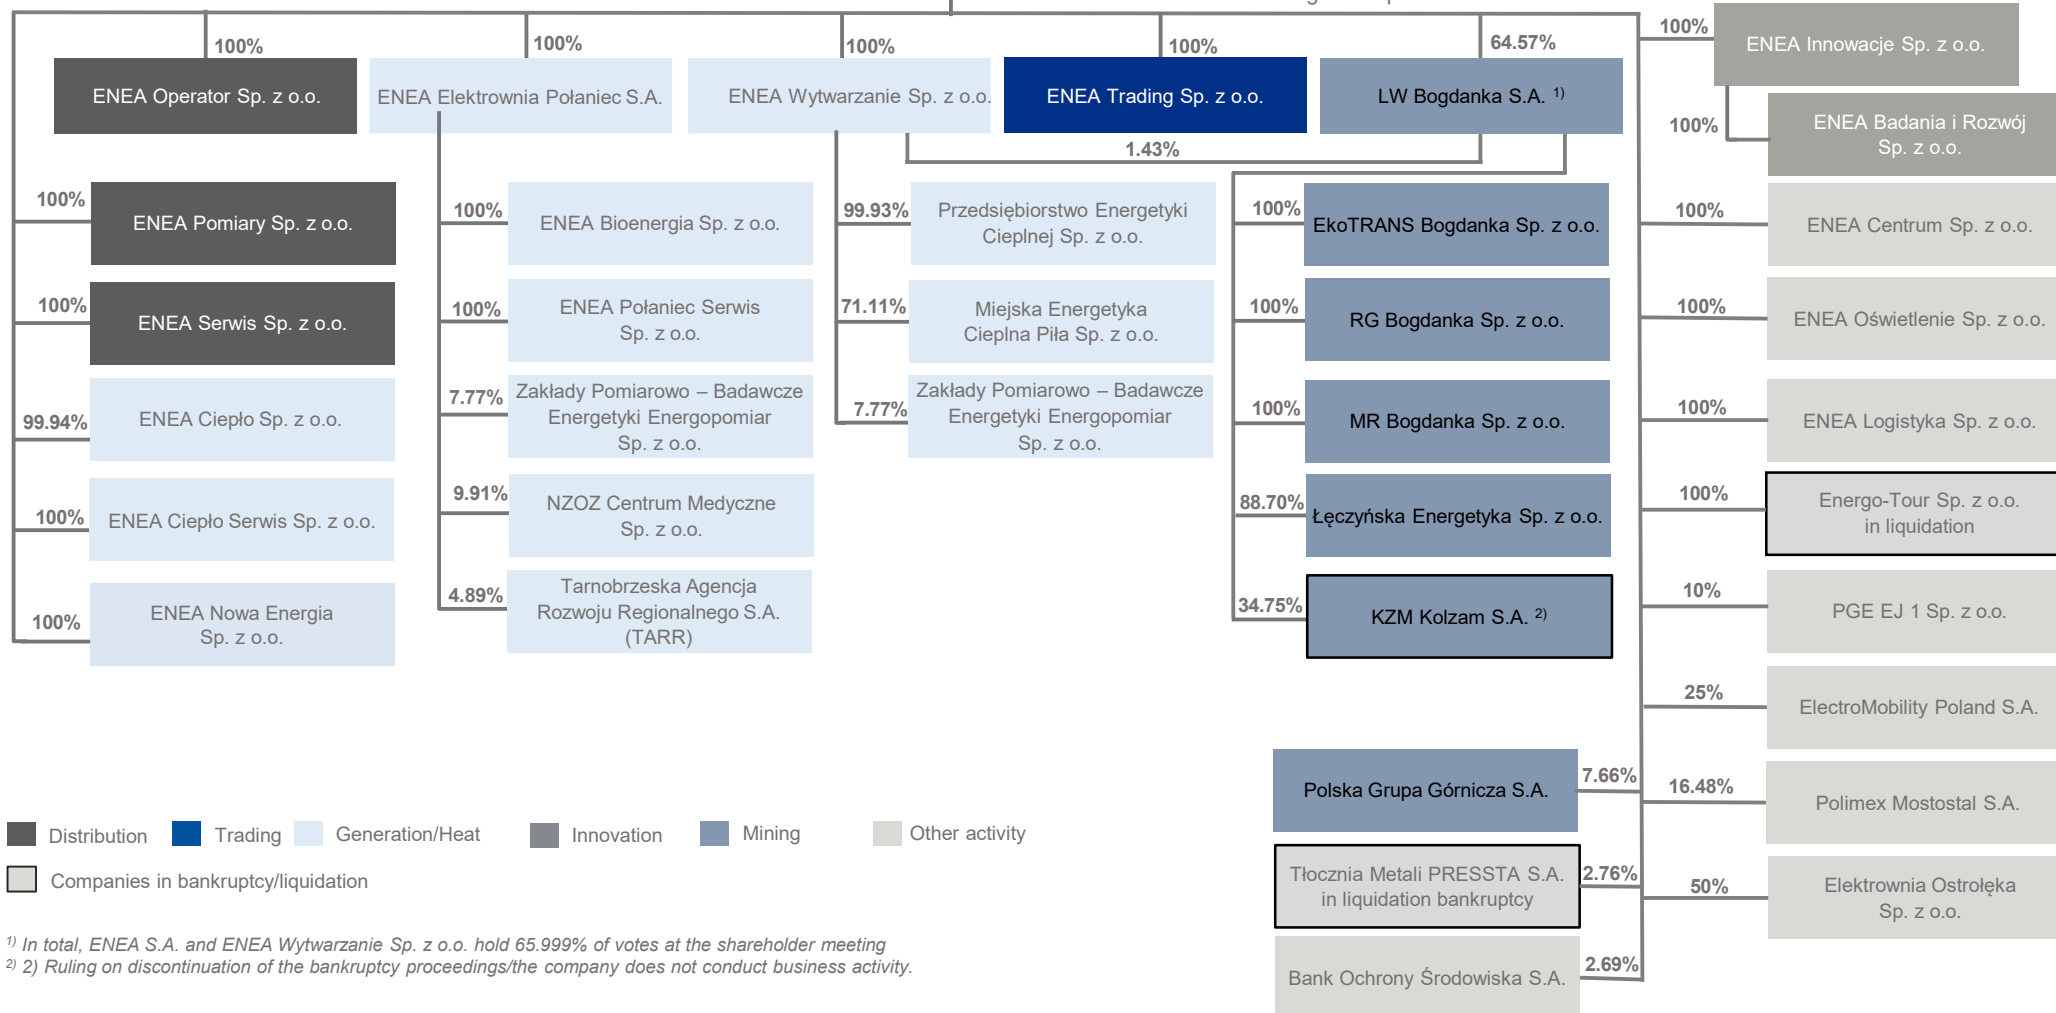 100%
100%
100%
100%
64.57%
100%
ENEA Innowacje Sp. z o.o.
ENEA Operator Sp. z o.o.
ENEA Elektrownia Połaniec S.A.
ENEA Wytwarzanie Sp. z o.o.
ENEA Trading Sp. z o.o.
LW Bogdanka S.A. 1)
100%
ENEA Badania i Rozwój
Sp. z o.o.
1.43%
100%
ENEA Pomiary Sp. z o.o.
100%
ENEA Bioenergia Sp. z o.o.
99.93%
Przedsiębiorstwo Energetyki
Cieplnej Sp. z o.o.
100%
EkoTRANS Bogdanka Sp. z o.o.
100%
ENEA Centrum Sp. z o.o.
100%
ENEA Serwis Sp. z o.o.
100%
ENEA Połaniec Serwis
Sp. z o.o.
71.11%
Miejska Energetyka
Cieplna Piła Sp. z o.o.
100%
RG Bogdanka Sp. z o.o.
100%
ENEA Oświetlenie Sp. z o.o.
99.94%
ENEA Ciepło Sp. z o.o.
7.77%
Zakłady Pomiarowo – Badawcze
Energetyki Energopomiar
Sp. z o.o.
7.77%
Zakłady Pomiarowo – Badawcze
Energetyki Energopomiar
Sp. z o.o.
100%
MR Bogdanka Sp. z o.o.
100%
ENEA Logistyka Sp. z o.o.
100%
ENEA Ciepło Serwis Sp. z o.o.
9.91%
NZOZ Centrum Medyczne
Sp. z o.o.
88.70%
Łęczyńska Energetyka Sp. z o.o.
100%
Energo-Tour Sp. z o.o.
in liquidation
100%
ENEA Nowa Energia
Sp. z o.o.
4.89%
Tarnobrzeska Agencja
Rozwoju Regionalnego S.A.
(TARR)
34.75%
KZM Kolzam S.A. 2)
10%
PGE EJ 1 Sp. z o.o.
25%
ElectroMobility Poland S.A.
Polska Grupa Górnicza S.A.
7.66%
16.48%
Polimex Mostostal S.A.
Tłocznia Metali PRESSTA S.A.
in liquidation bankruptcy
2.76%
50%
Elektrownia Ostrołęka
Sp. z o.o.
Bank Ochrony Środowiska S.A.
2.69%
Distribution
Trading
Generation/Heat
Innovation
Mining
Other activity
Companies in bankruptcy/liquidation
1) In total, ENEA S.A. and ENEA Wytwarzanie Sp. z o.o. hold 65.999% of votes at the shareholder meeting
2) 2) Ruling on discontinuation of the bankruptcy proceedings/the company does not conduct business activity.